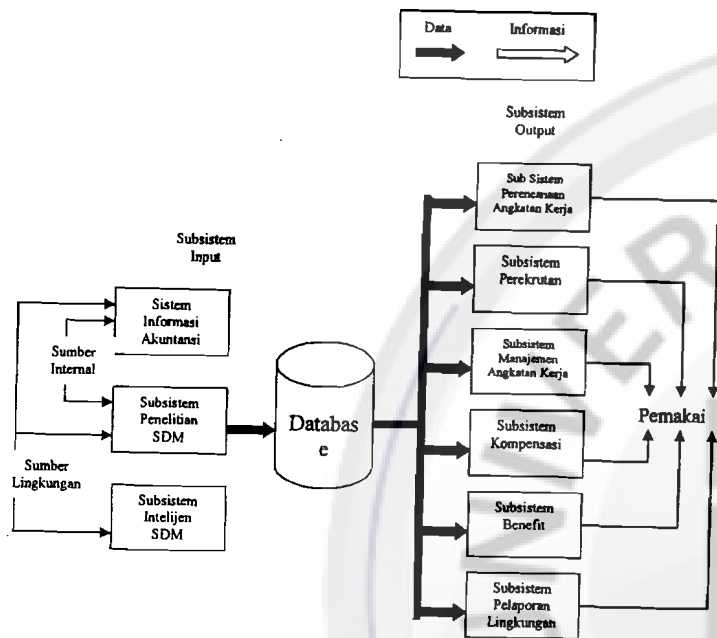 Data
Informasi
Subsistem
Output
Sub Sistem
Perencanaan
Angkatan Kerja
Subsistem
Perekrutan
Subsistem
Manajemen
Angkatan Kerja
Subsistem
Kompensasi
Subsistem
Benefit
Subsistem
Pelaporan
Lingkungan
Pemakai
Subsistem
Input
Sistem
Informasi
Akuntansi
Sumber
Internal
Subsistem
Penelitian
SDM
Sumber
Lingkungan
Subsistem
Intelijen
SDM
Databas
e
NIVER